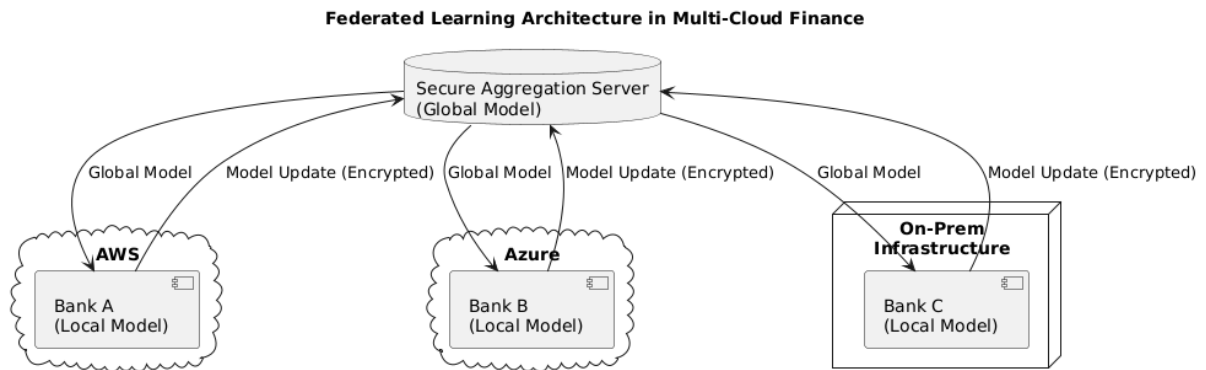 Federated Learning Architecture in Multi-Cloud Finance
Secure Aggregation Server
(Global Model)
Global Model
Model Update (Encrypted)
Global Model
Model Update (Encrypted)
Global Model
Model Update (Encrypted)
AWS
Bank A
(Local Model)
Azure
Bank B
(Local Model)
On-Prem
Infrastructure
Bank C
(Local Model)